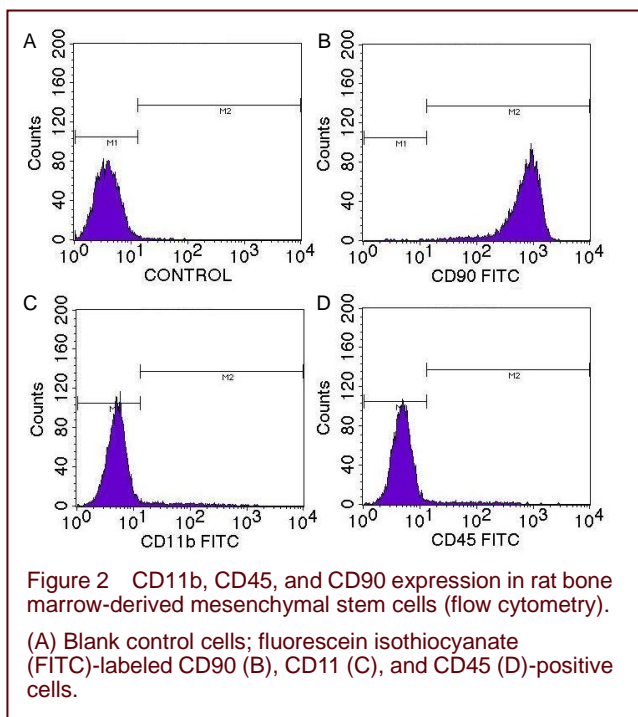 A
200
160
120
80
40
0
Counts
M1
M2
10^0 10^1 10^2 10^3 10^4
CONTROL
B
200
160
120
80
40
0
Counts
M1
M2
10^0 10^1 10^2 10^3 10^4
CD90 FITC
C
200
160
120
80
40
0
Counts
M2
10^0 10^1 10^2 10^3 10^4
CD11b FITC
D
200
160
120
80
40
0
Counts
M2
10^0 10^1 10^2 10^3 10^4
CD45 FITC
Figure 2 CD11b, CD45, and CD90 expression in rat bone
marrow-derived mesenchymal stem cells (flow cytometry).
(A) Blank control cells; fluorescein isothiocyanate
(FITC)-labeled CD90 (B), CD11 (C), and CD45 (D)-positive
cells.